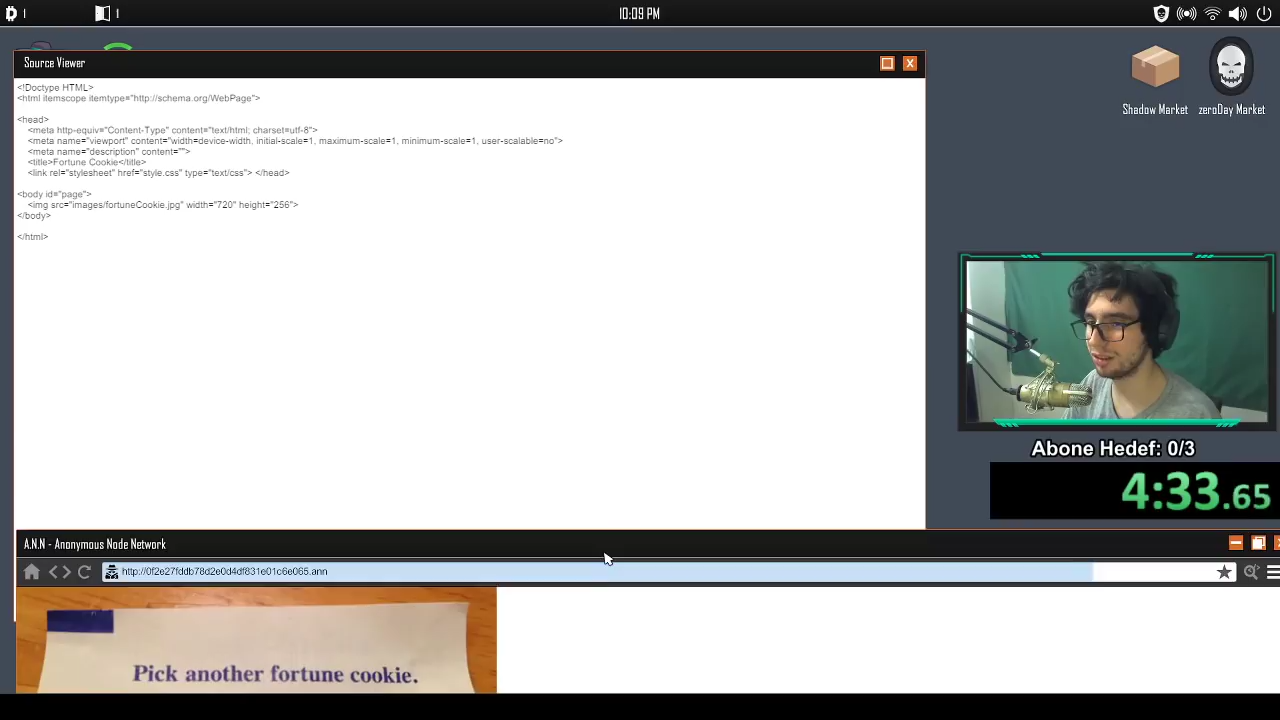 1
1
10:09 PM
Source Viewer
<!Doctype HTML>
<html itemscope itemtype="http://schema.org/WebPage">
<head>
<meta http-equiv="Content-Type" content="text/html; charset=utf-8">
<meta name="viewport" content="width=device-width, initial-scale=1, maximum-scale=1, minimum-scale=1, user-scalable=no">
<meta name="description" content="">
<title>Fortune Cookie</title>
<link rel="stylesheet" href="style.css" type="text/css"> </head>
<body id="page">
<img src="images/fortuneCookie.jpg" width="720" height="256">
</body>
</html>
Shadow Market
zeroDay Market
Abone Hedef: 0/3
4:33.65
A.N.N - Anonymous Node Network
http://0f2e27fddb78d2e0d4df831e01c6e065.ann
Pick another fortune cookie.